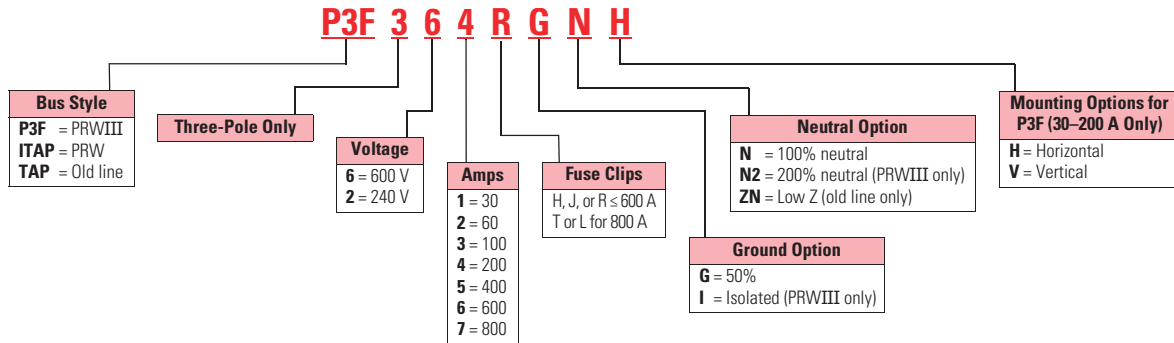 P3F 3 6 4 R G N H
Bus Style
P3F = PRWIII
ITAP = PRW
TAP = Old line
Three-Pole Only
Voltage
6 = 600 V
2 = 240 V
Amps
1 = 30
2 = 60
3 = 100
4 = 200
5 = 400
6 = 600
7 = 800
Fuse Clips
H, J, or R ≤ 600 A
T or L for 800 A
Ground Option
G = 50%
I = Isolated (PRWIII only)
Neutral Option
N = 100% neutral
N2 = 200% neutral (PRWIII only)
ZN = Low Z (old line only)
Mounting Options for
P3F (30–200 A Only)
H = Horizontal
V = Vertical